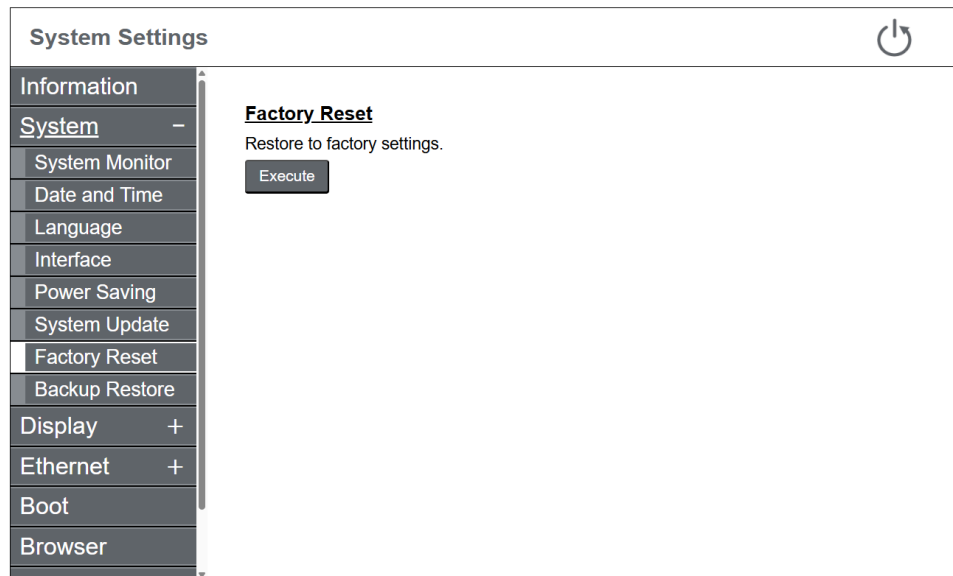 System Settings
Information
System −
System Monitor
Date and Time
Language
Interface
Power Saving
System Update
Factory Reset
Backup Restore
Display +
Ethernet +
Boot
Browser
Factory Reset
Restore to factory settings.
Execute